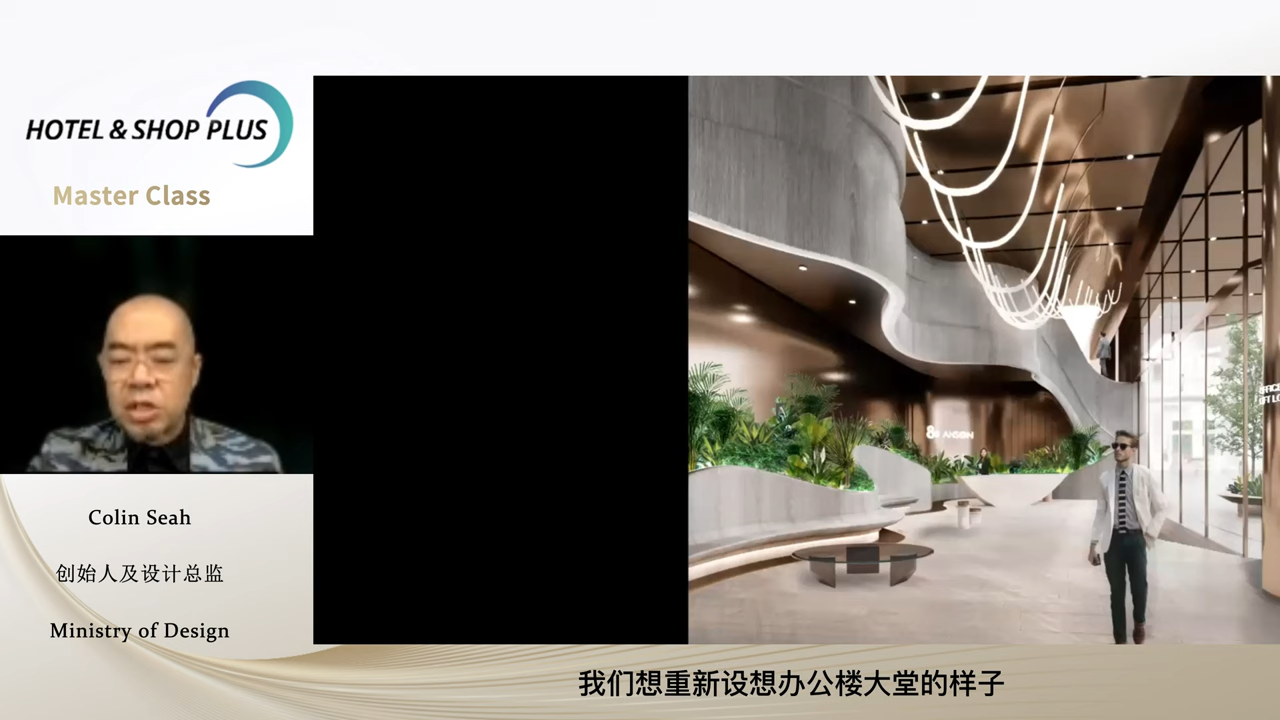 HOTEL & SHOP PLUS
Master Class
Colin Seah
创始人及设计总监
Ministry of Design
我们想重新设想办公楼大堂的样子